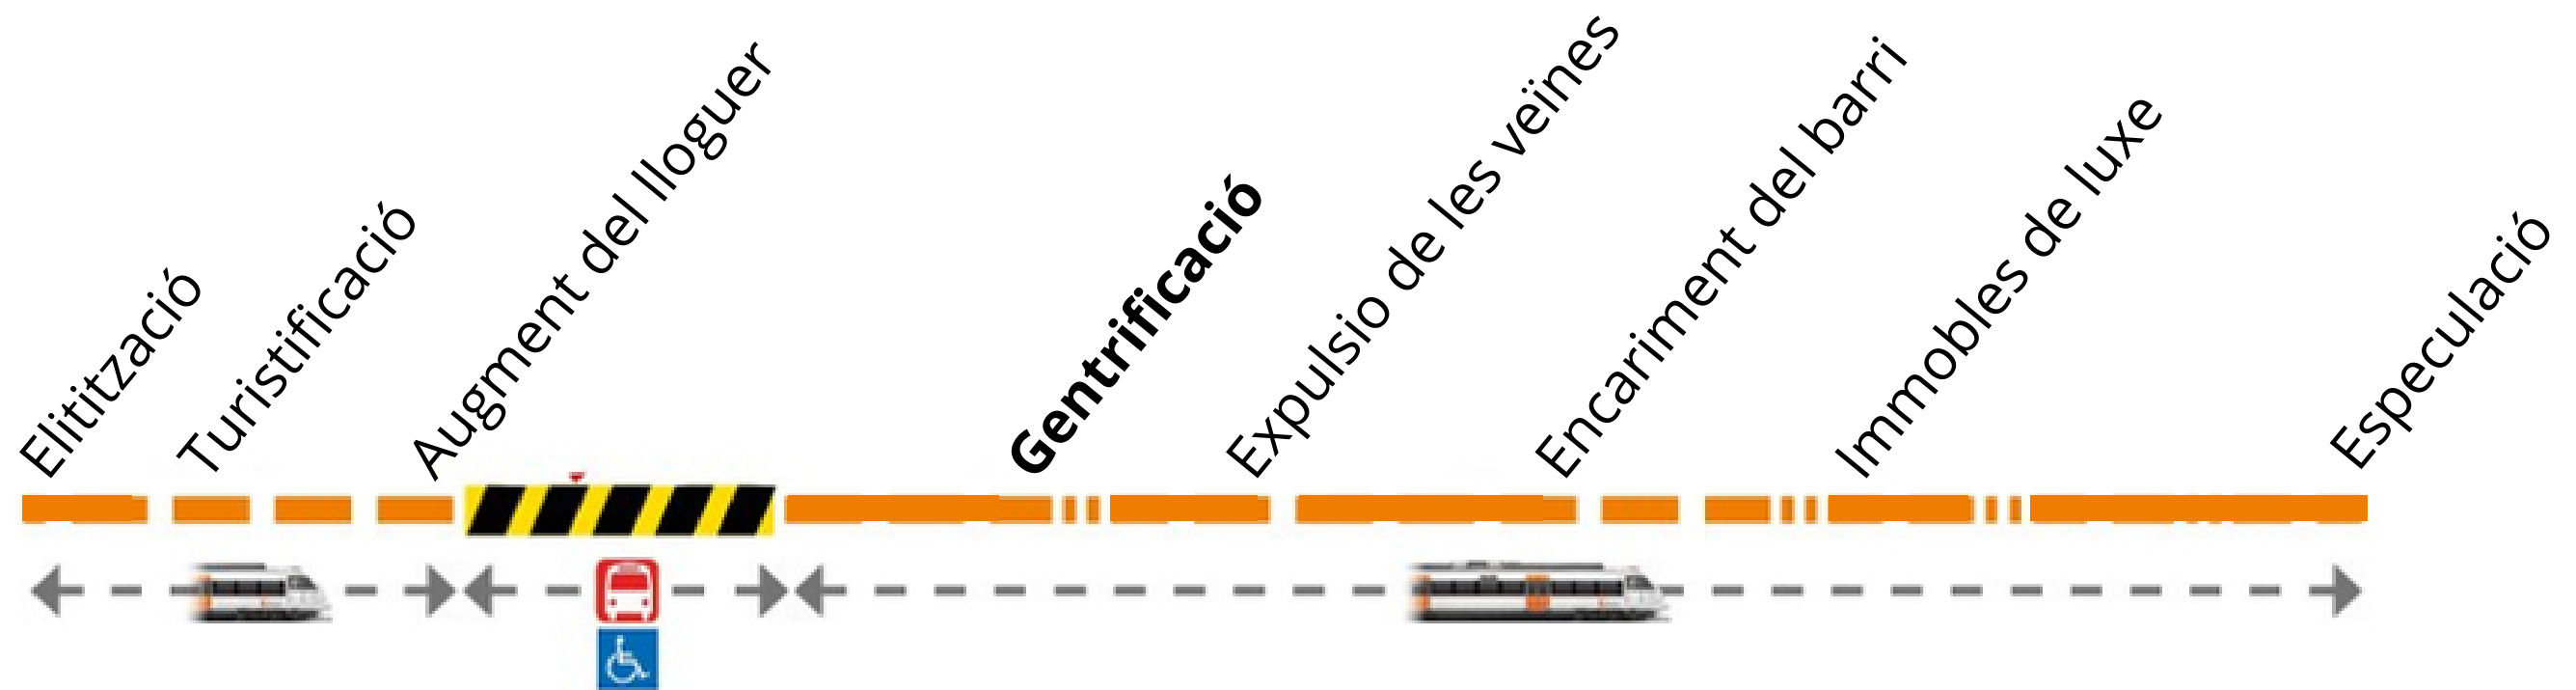 Elitització
Turistificació
Augment del lloguer
Gentrificació
Expulsio de les veïnes
Encariment del barri
Immobles de luxe
Especulació